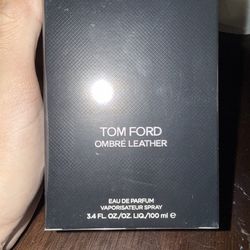 TOM FORD
OMBRÉ LEATHER
EAU DE PARFUM
VAPORISATEUR SPRAY
3.4 FL. OZ./OZ. LIQ./100 ml ℮